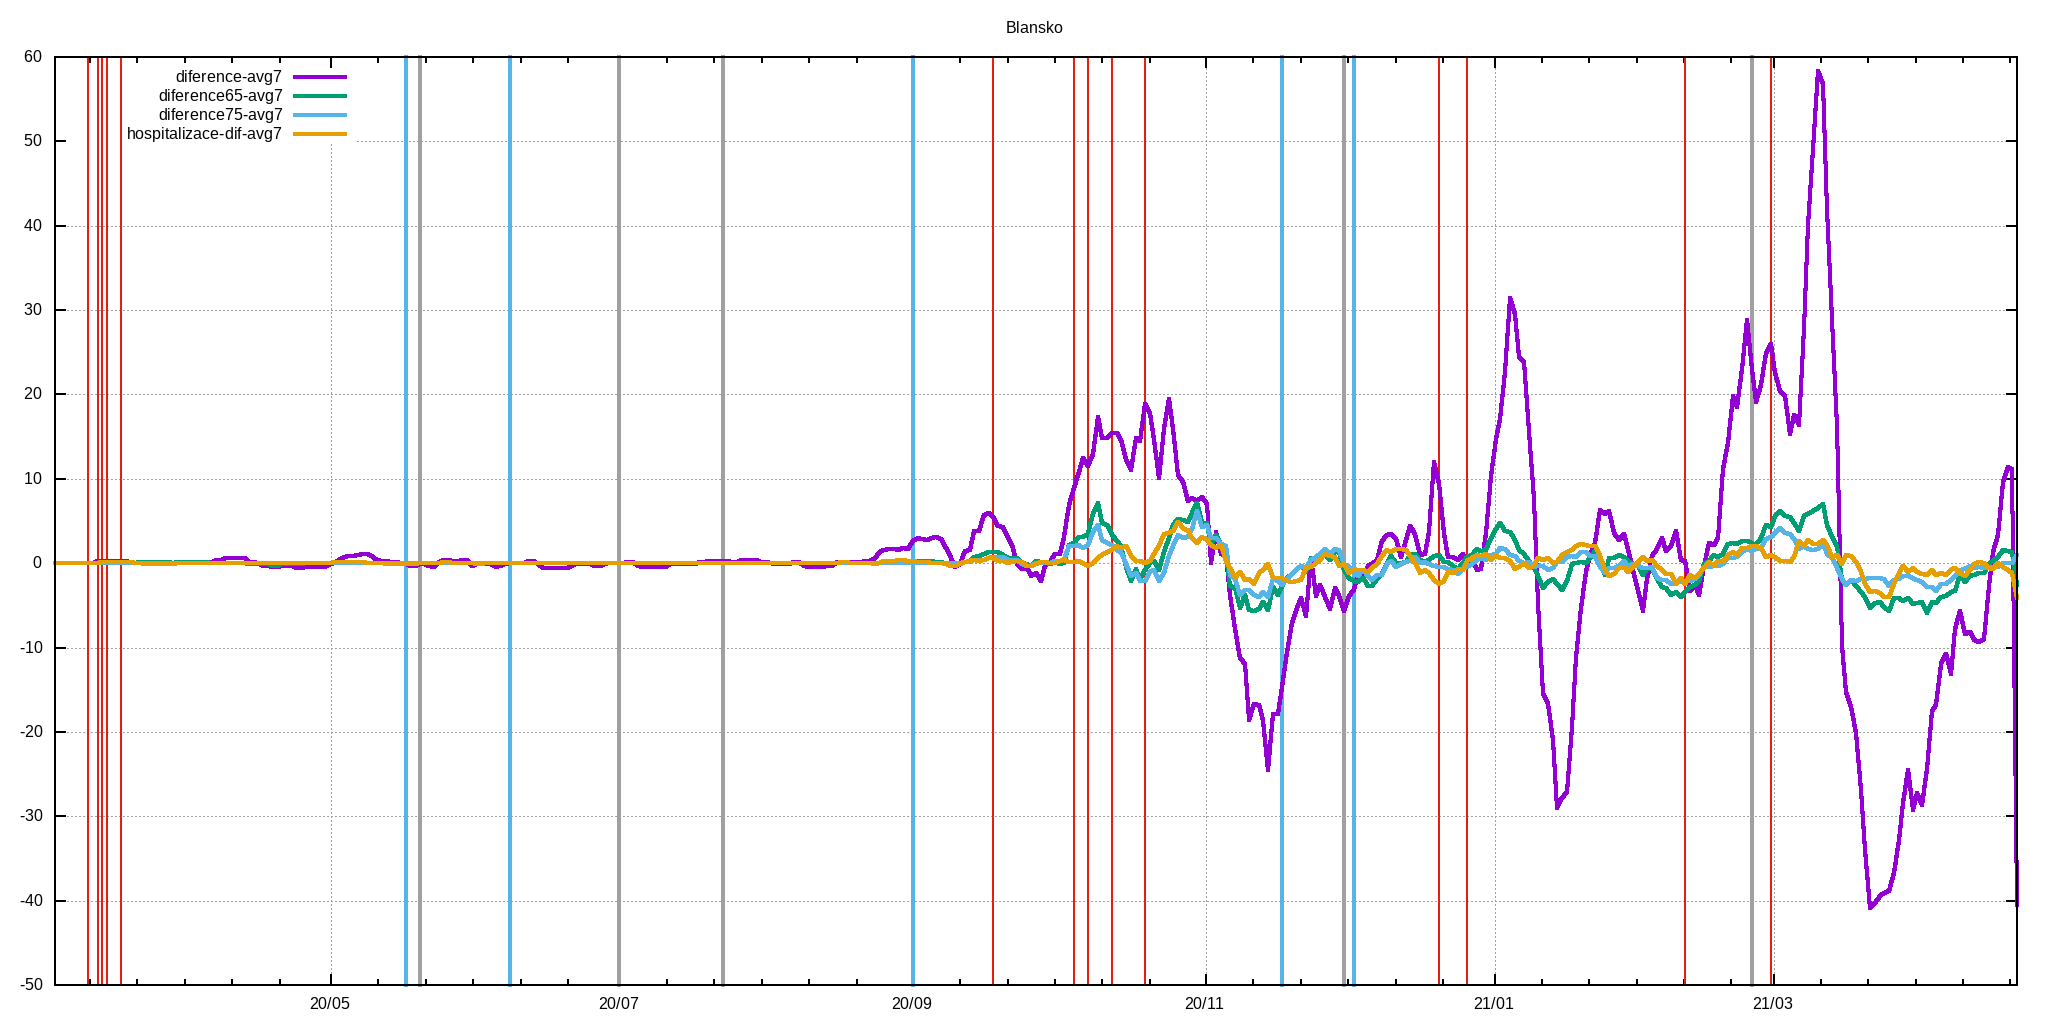 Blansko
60
diference-avg7
diference65-avg7
diference75-avg7
hospitalizace-dif-avg7
50
40
30
20
10
0
-10
-20
-30
-40
-50
20/05 20/07 20/09 20/11 21/01 21/03